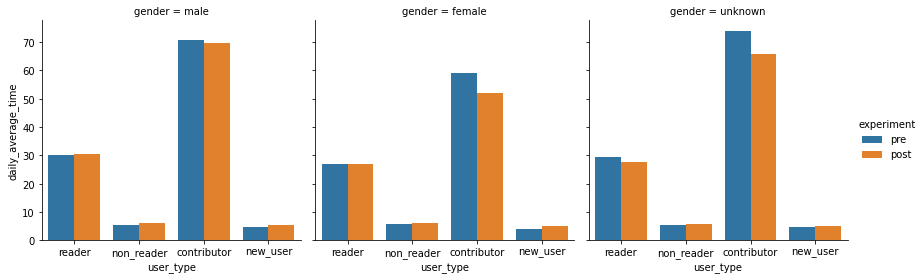 gender = male
gender = female
gender = unknown
daily_average_time
70
60
50
40
30
20
10
0
reader non_reader contributor new_user
reader non_reader contributor new_user
reader non_reader contributor new_user
user_type
user_type
user_type
experiment
pre
post